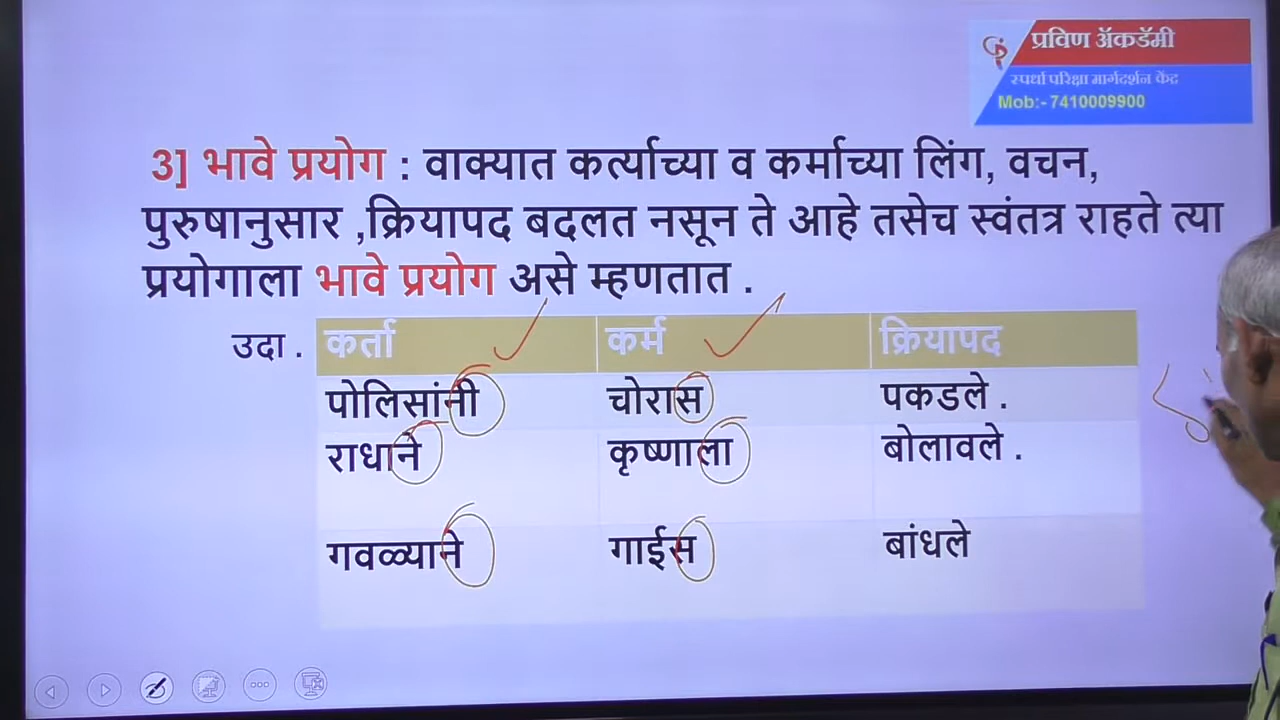 प्रविण ॲकडॅमी
स्पर्धा परिक्षा मार्गदर्शन केंद्र
Mob:- 7410009900
3] भावे प्रयोग : वाक्यात कर्त्याच्या व कर्माच्या लिंग, वचन,
पुरुषानुसार ,क्रियापद बदलत नसून ते आहे तसेच स्वंतत्र राहते त्या
प्रयोगाला भावे प्रयोग असे म्हणतात .
उदा . कर्ता कर्म क्रियापद
पोलिसांनी चोरास पकडले .
राधाने कृष्णाला बोलावले .
गवळ्याने गाईस बांधले